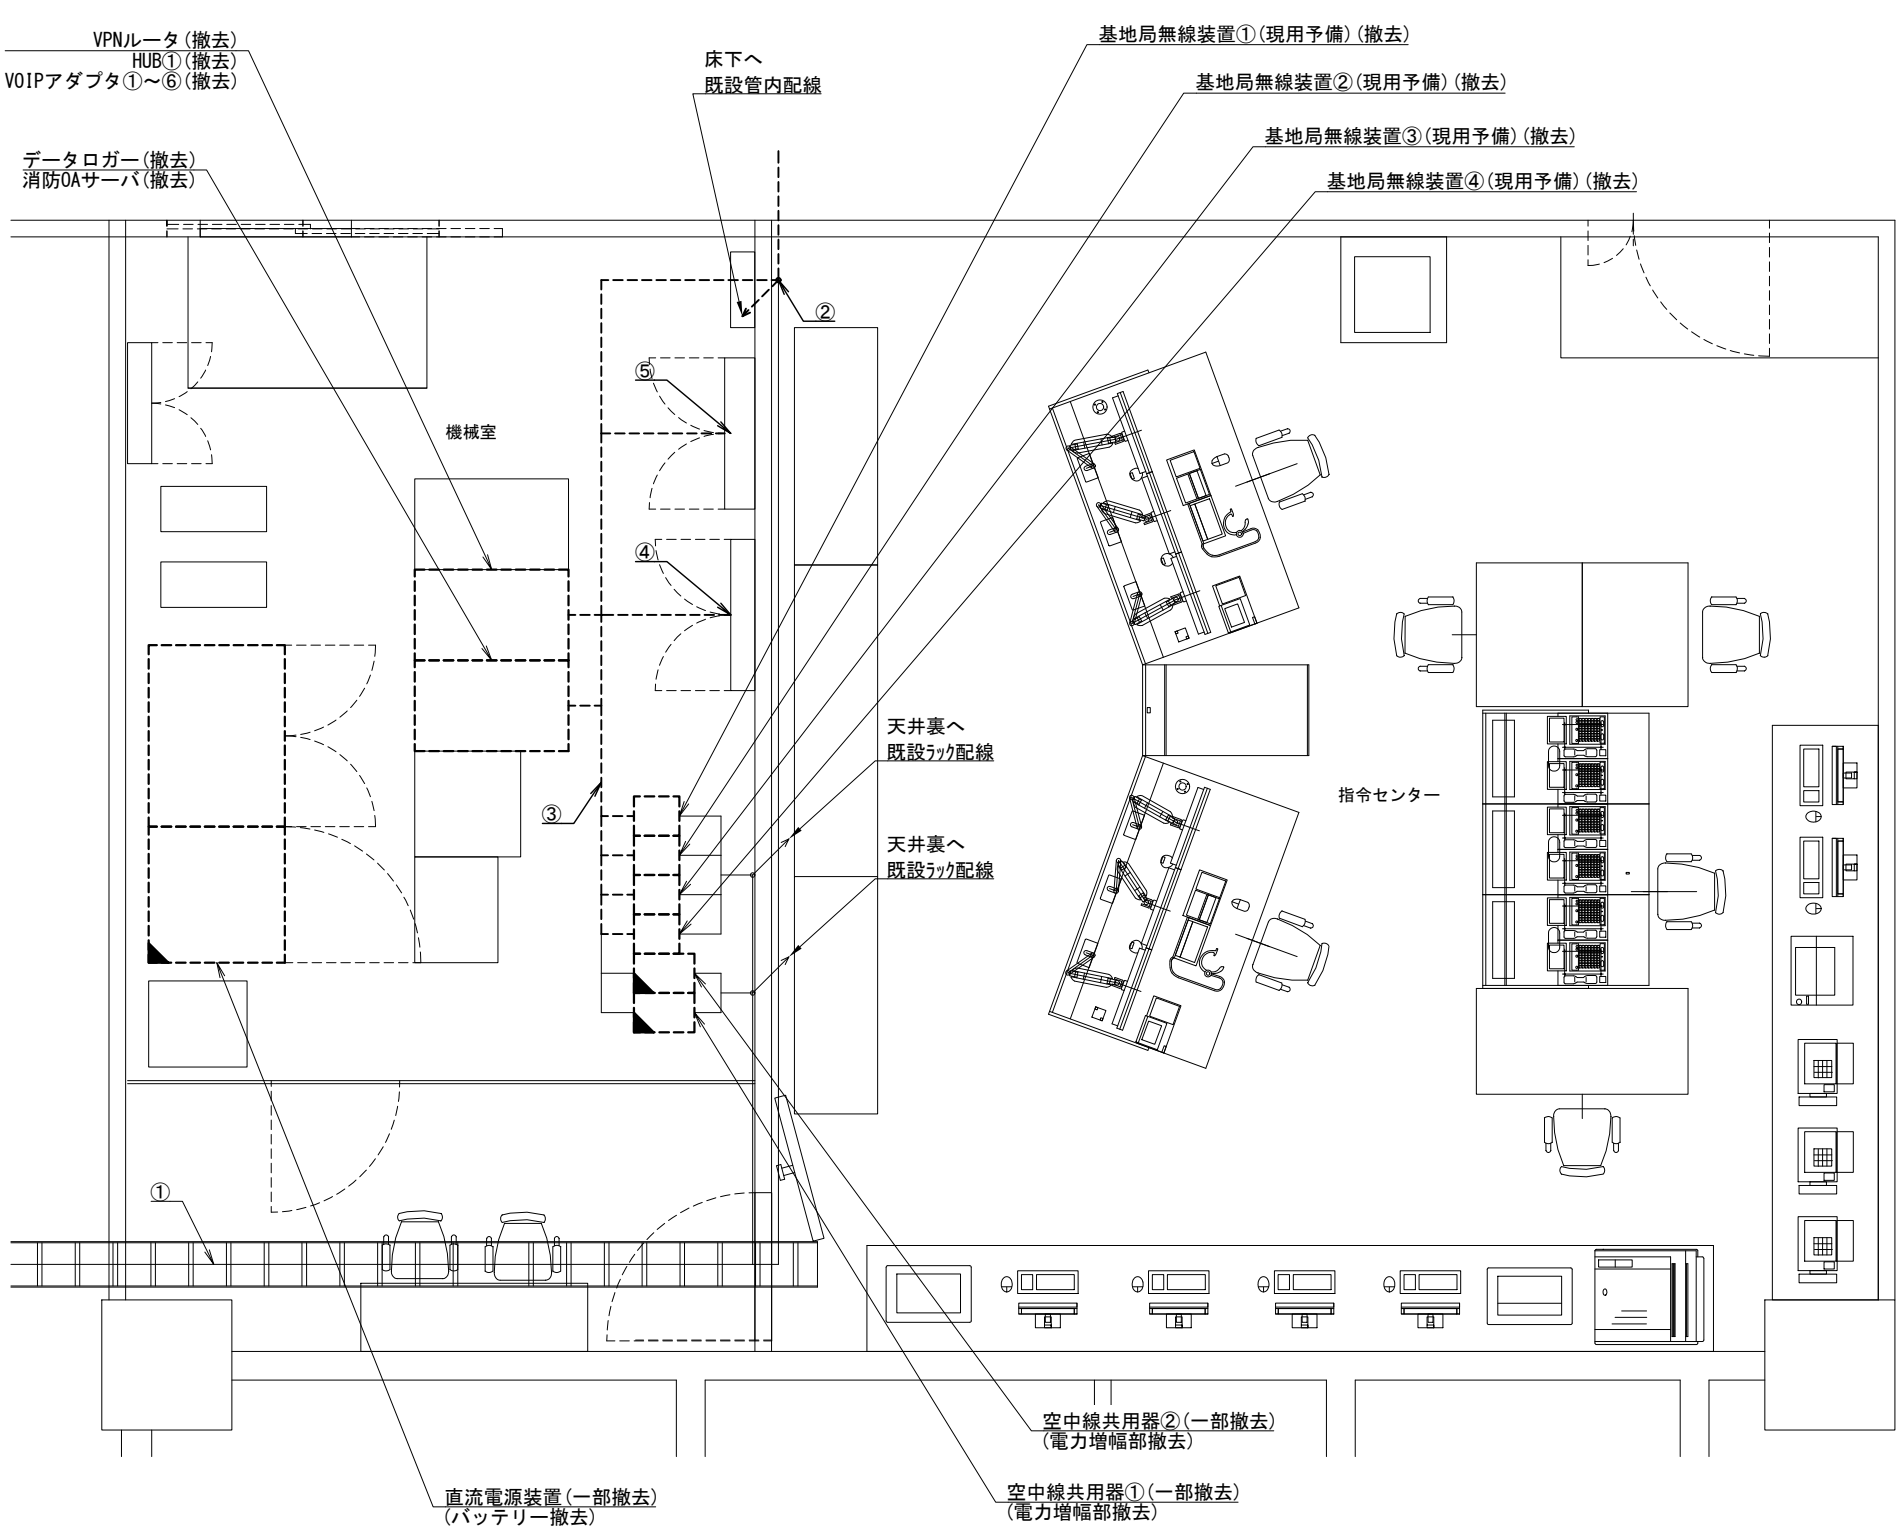 VPNルータ(撤去)
HUB①(撤去)
VOIPアダプタ①～⑥(撤去)
データロガー(撤去)
消防OAサーバ(撤去)
床下へ
既設管内配線
基地局無線装置①(現用予備)(撤去)
基地局無線装置②(現用予備)(撤去)
基地局無線装置③(現用予備)(撤去)
基地局無線装置④(現用予備)(撤去)
②
⑤
機械室
④
天井裏へ
既設ﾗｯｸ配線
③
指令センター
天井裏へ
既設ﾗｯｸ配線
①
空中線共用器②(一部撤去)
(電力増幅部撤去)
空中線共用器①(一部撤去)
(電力増幅部撤去)
直流電源装置(一部撤去)
(バッテリー撤去)